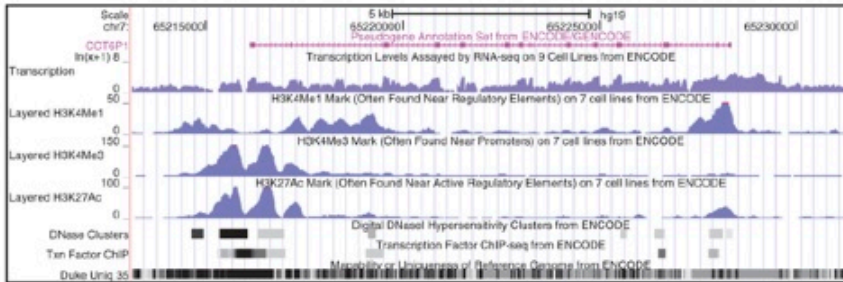 Scale 5 kb hg19
chr7: 65215000 65220000 65225000 65230000
Pseudogene Annotation Set from ENCODE/GENCODE
CCT6P1
Transcription Levels Assayed by RNA-seq on 9 Cell Lines from ENCODE
ln(x+1) 8
Transcription
0
H3K4Me1 Mark (Often Found Near Regulatory Elements) on 7 cell lines from ENCODE
50
Layered H3K4Me1
0
H3K4Me3 Mark (Often Found Near Promoters) on 7 cell lines from ENCODE
150
Layered H3K4Me3
0
H3K27Ac Mark (Often Found Near Active Regulatory Elements) on 7 cell lines from ENCODE
100
Layered H3K27Ac
0
Digital DNaseI Hypersensitivity Clusters from ENCODE
DNase Clusters
Transcription Factor ChIP-seq from ENCODE
Txn Factor ChIP
Mapability or Uniqueness of Reference Genome from ENCODE
Duke Uniq 35